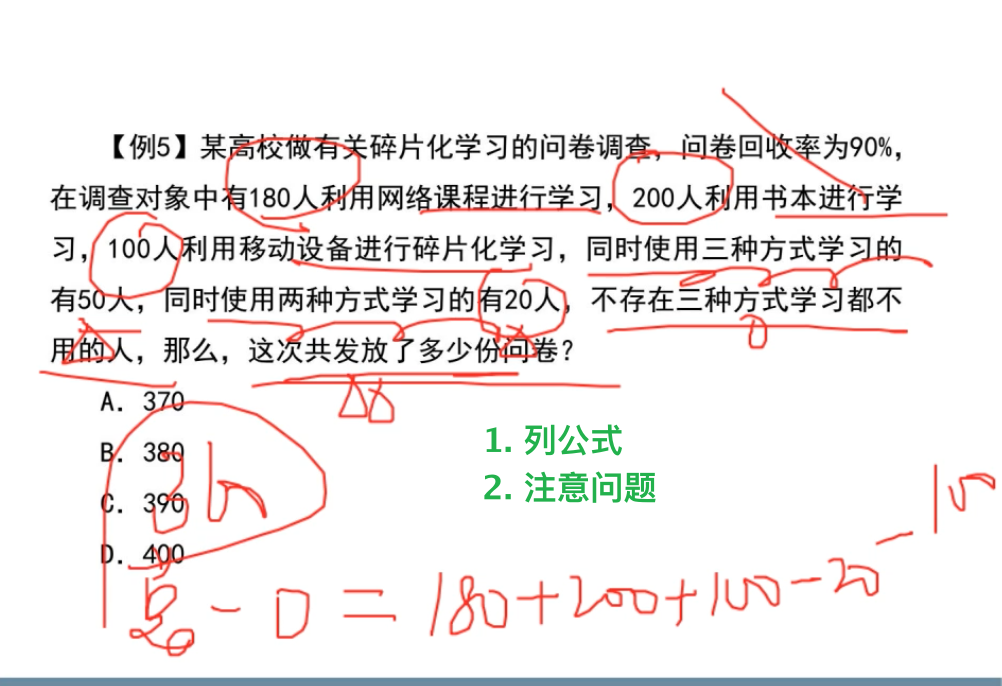 【例5】某高校做有关碎片化学习的问卷调查，问卷回收率为90%，
在调查对象中有180人利用网络课程进行学习，200人利用书本进行学
习，100人利用移动设备进行碎片化学习，同时使用三种方式学习的
有50人，同时使用两种方式学习的有20人，不存在三种方式学习都不
用的人，那么，这次共发放了多少份问卷？
A. 370
B. 380
C. 390
D. 400
1. 列公式
2. 注意问题
总 - 0 = 180+200+100-20-100